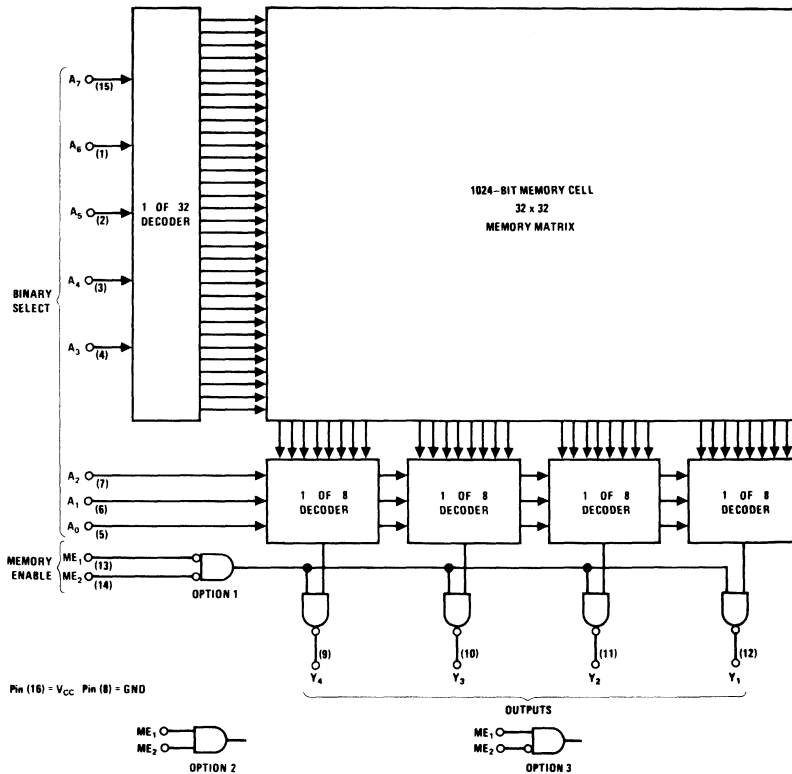 A7 (15)
A6 (1)
A5 (2)
A4 (3)
A3 (4)
1 OF 32
DECODER
1024-BIT MEMORY CELL
32 x 32
MEMORY MATRIX
BINARY
SELECT
A2 (7)
A1 (6)
A0 (5)
1 OF 8
DECODER
1 OF 8
DECODER
1 OF 8
DECODER
1 OF 8
DECODER
MEMORY
ENABLE
ME1 (13)
ME2 (14)
OPTION 1
(9)
(10)
(11)
(12)
Y4
Y3
Y2
Y1
Pin (16) = VCC Pin (8) = GND
OUTPUTS
ME1
ME2
OPTION 2
ME1
ME2
OPTION 3